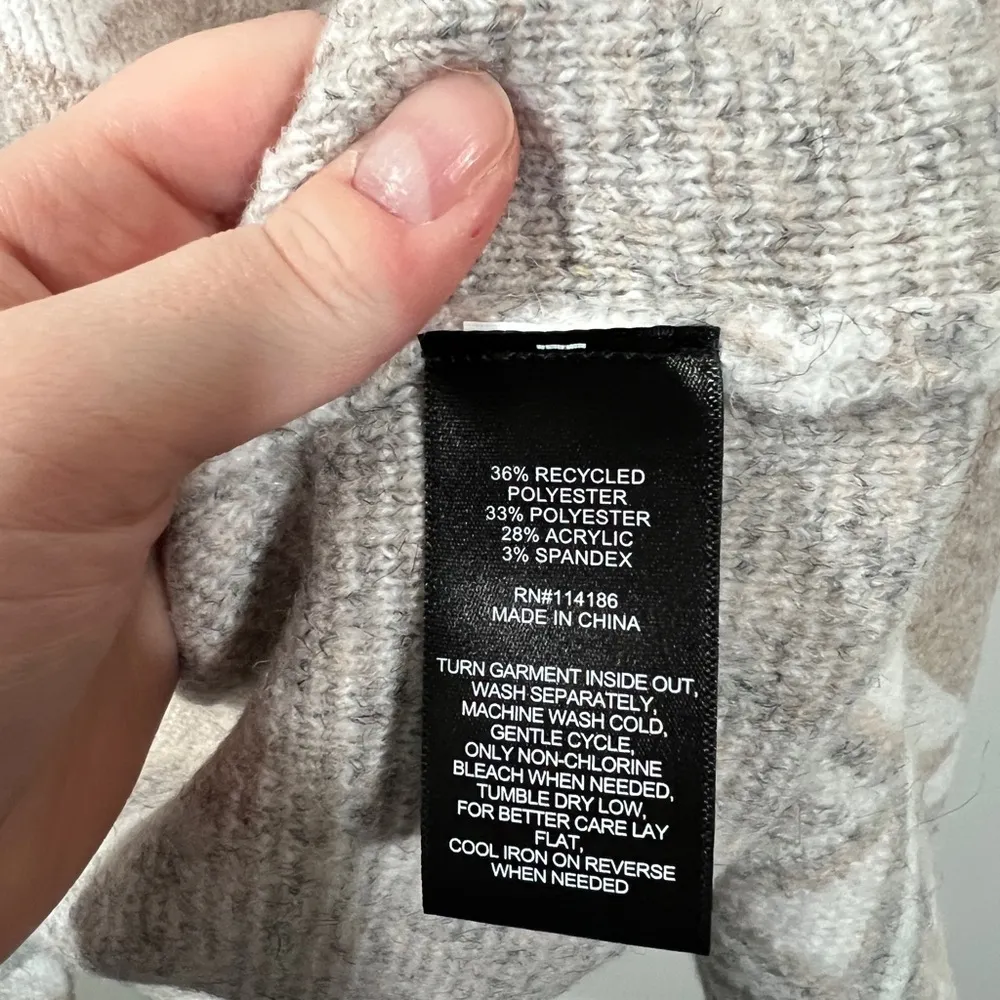 36% RECYCLED
POLYESTER
33% POLYESTER
28% ACRYLIC
3% SPANDEX
RN#114186
MADE IN CHINA
TURN GARMENT INSIDE OUT,
WASH SEPARATELY,
MACHINE WASH COLD,
GENTLE CYCLE,
ONLY NON-CHLORINE
BLEACH WHEN NEEDED,
TUMBLE DRY LOW,
FOR BETTER CARE LAY
FLAT,
COOL IRON ON REVERSE
WHEN NEEDED